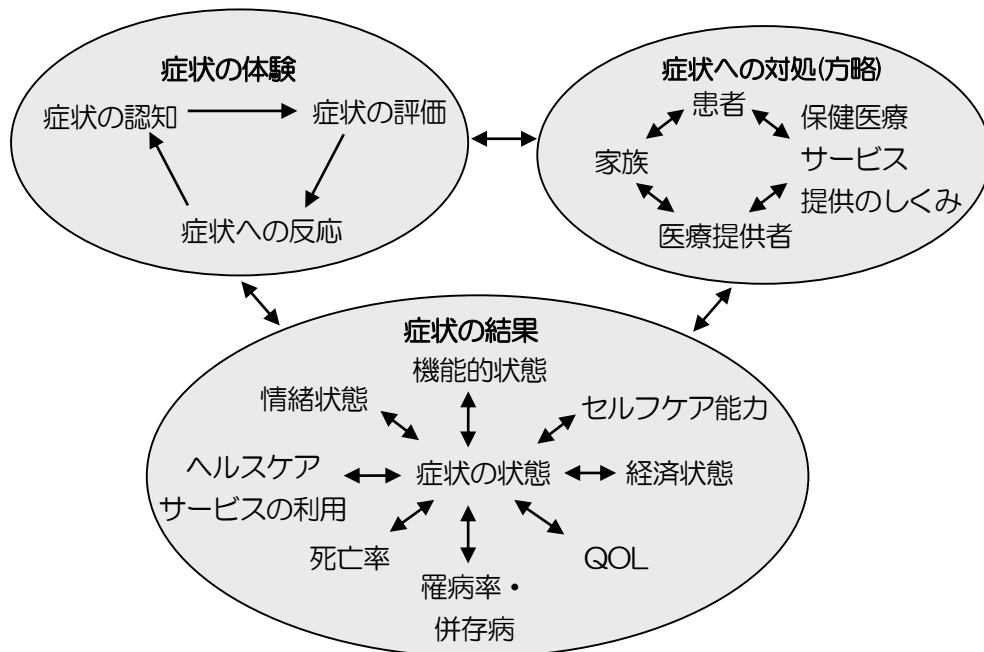 症状の体験
症状の認知
症状の評価
症状への反応
症状への対処(方略)
患者
家族
保健医療
サービス
提供のしくみ
医療提供者
症状の結果
機能的状態
情緒状態
セルフケア能力
ヘルスケア
サービスの利用
症状の状態
経済状態
死亡率
QOL
罹病率・
併存病